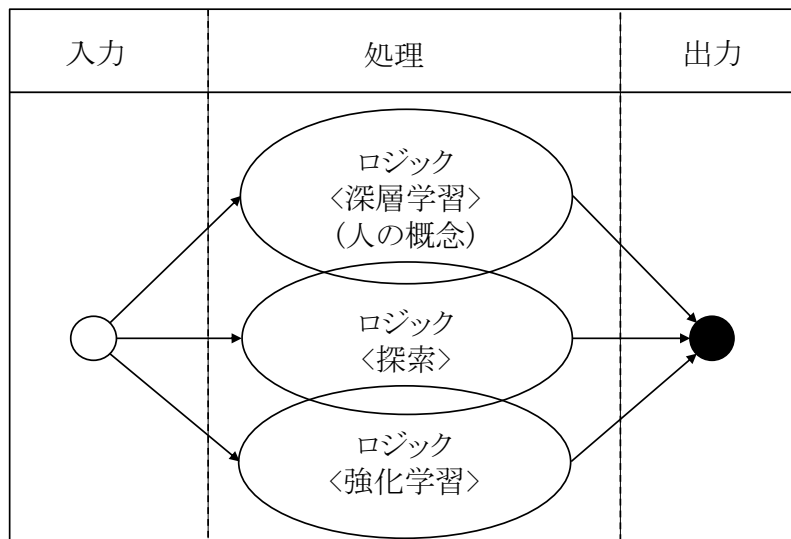 入力
処理
出力
ロジック
<深層学習>
(人の概念)
ロジック
<探索>
ロジック
<強化学習>